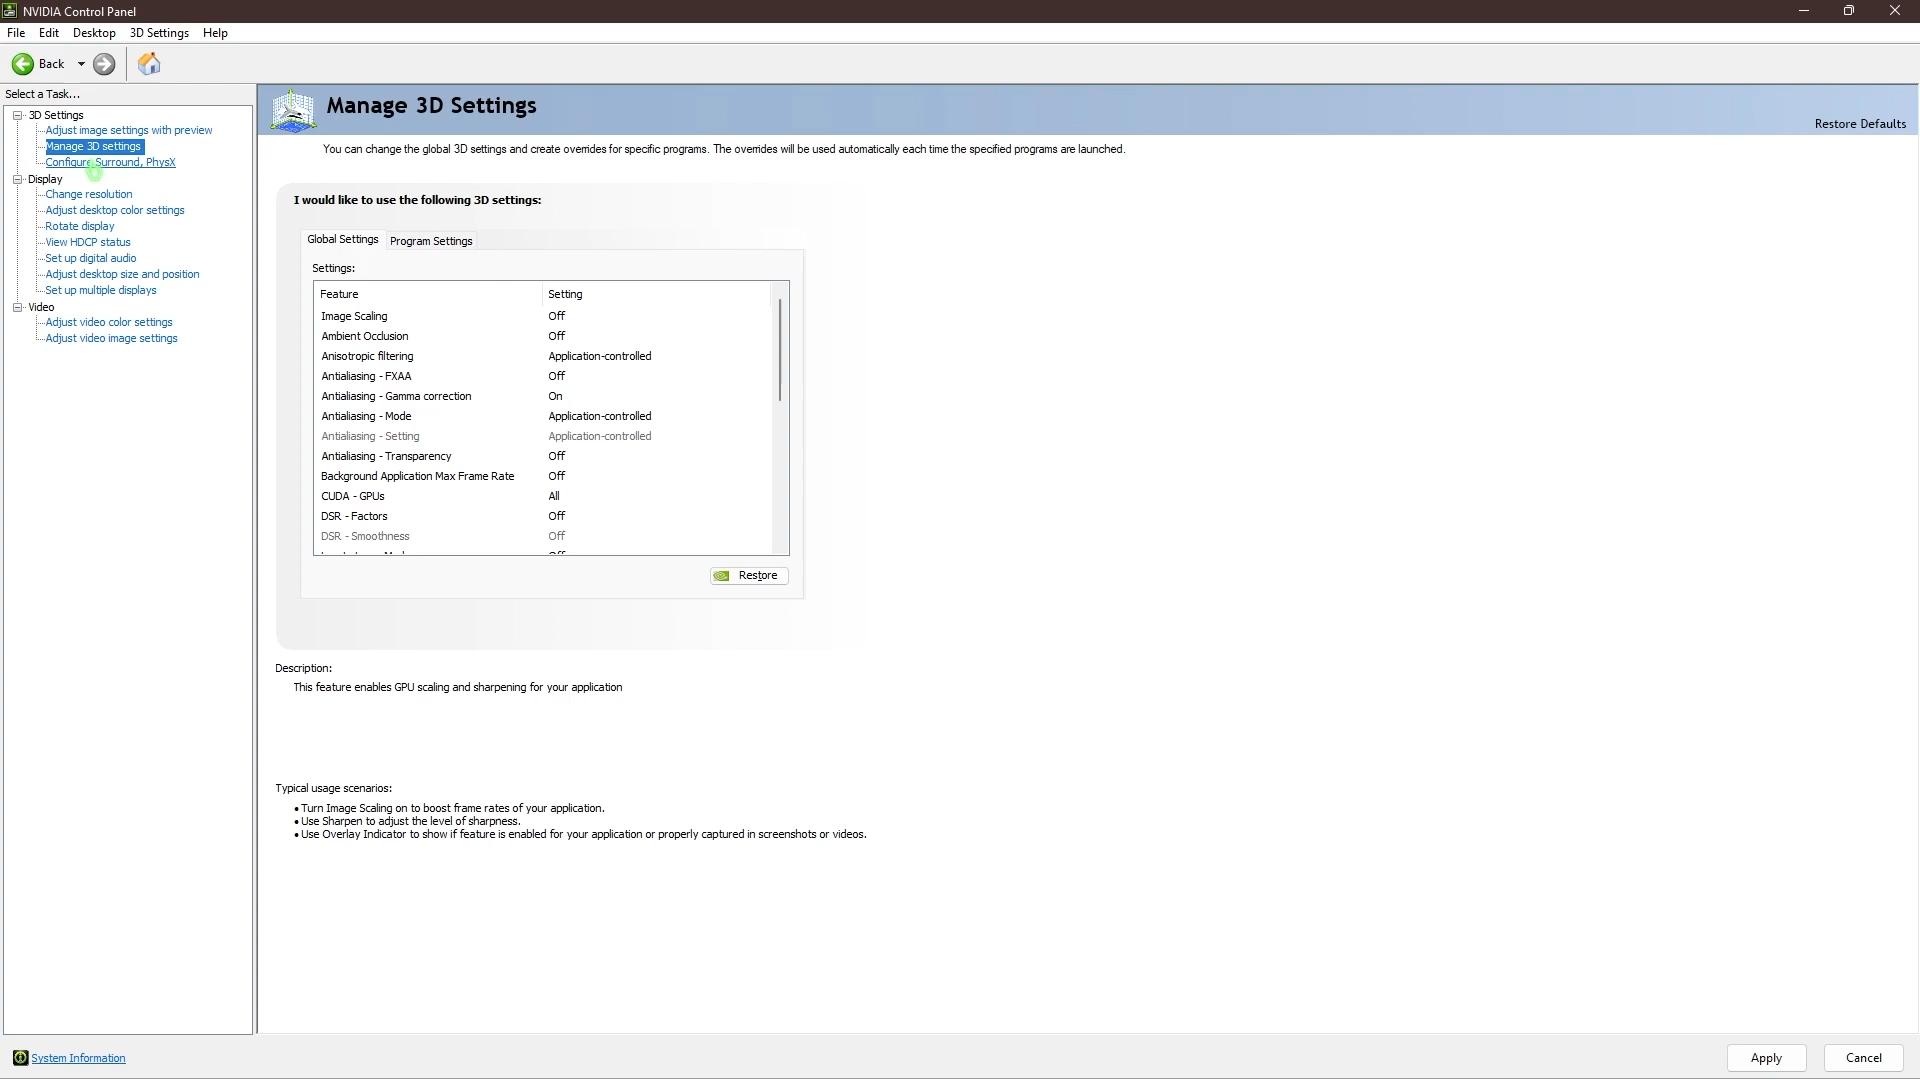 NVIDIA Control Panel
File Edit Desktop 3D Settings Help
Back
Select a Task...
3D Settings
Adjust image settings with preview
Manage 3D settings
Configure Surround, PhysX
Display
Change resolution
Adjust desktop color settings
Rotate display
View HDCP status
Set up digital audio
Adjust desktop size and position
Set up multiple displays
Video
Adjust video color settings
Adjust video image settings
System Information
Manage 3D Settings
Restore Defaults
You can change the global 3D settings and create overrides for specific programs. The overrides will be used automatically each time the specified programs are launched.
I would like to use the following 3D settings:
Global Settings Program Settings
Settings:
Feature Setting
Image Scaling Off
Ambient Occlusion Off
Anisotropic filtering Application-controlled
Antialiasing - FXAA Off
Antialiasing - Gamma correction On
Antialiasing - Mode Application-controlled
Antialiasing - Setting Application-controlled
Antialiasing - Transparency Off
Background Application Max Frame Rate Off
CUDA - GPUs All
DSR - Factors Off
DSR - Smoothness Off
Restore
Description:
This feature enables GPU scaling and sharpening for your application
Typical usage scenarios:
• Turn Image Scaling on to boost frame rates of your application.
• Use Sharpen to adjust the level of sharpness.
• Use Overlay Indicator to show if feature is enabled for your application or properly captured in screenshots or videos.
Apply Cancel